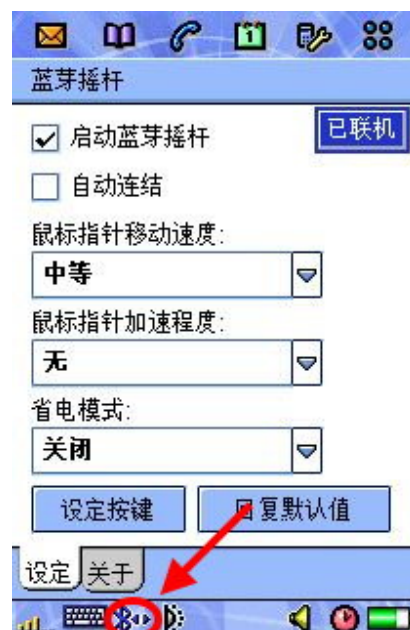 1
蓝芽摇杆
启动蓝芽摇杆
已联机
自动连结
鼠标指针移动速度:
中等
鼠标指针加速程度:
无
省电模式:
关闭
设定按键
回复默认值
设定
关于